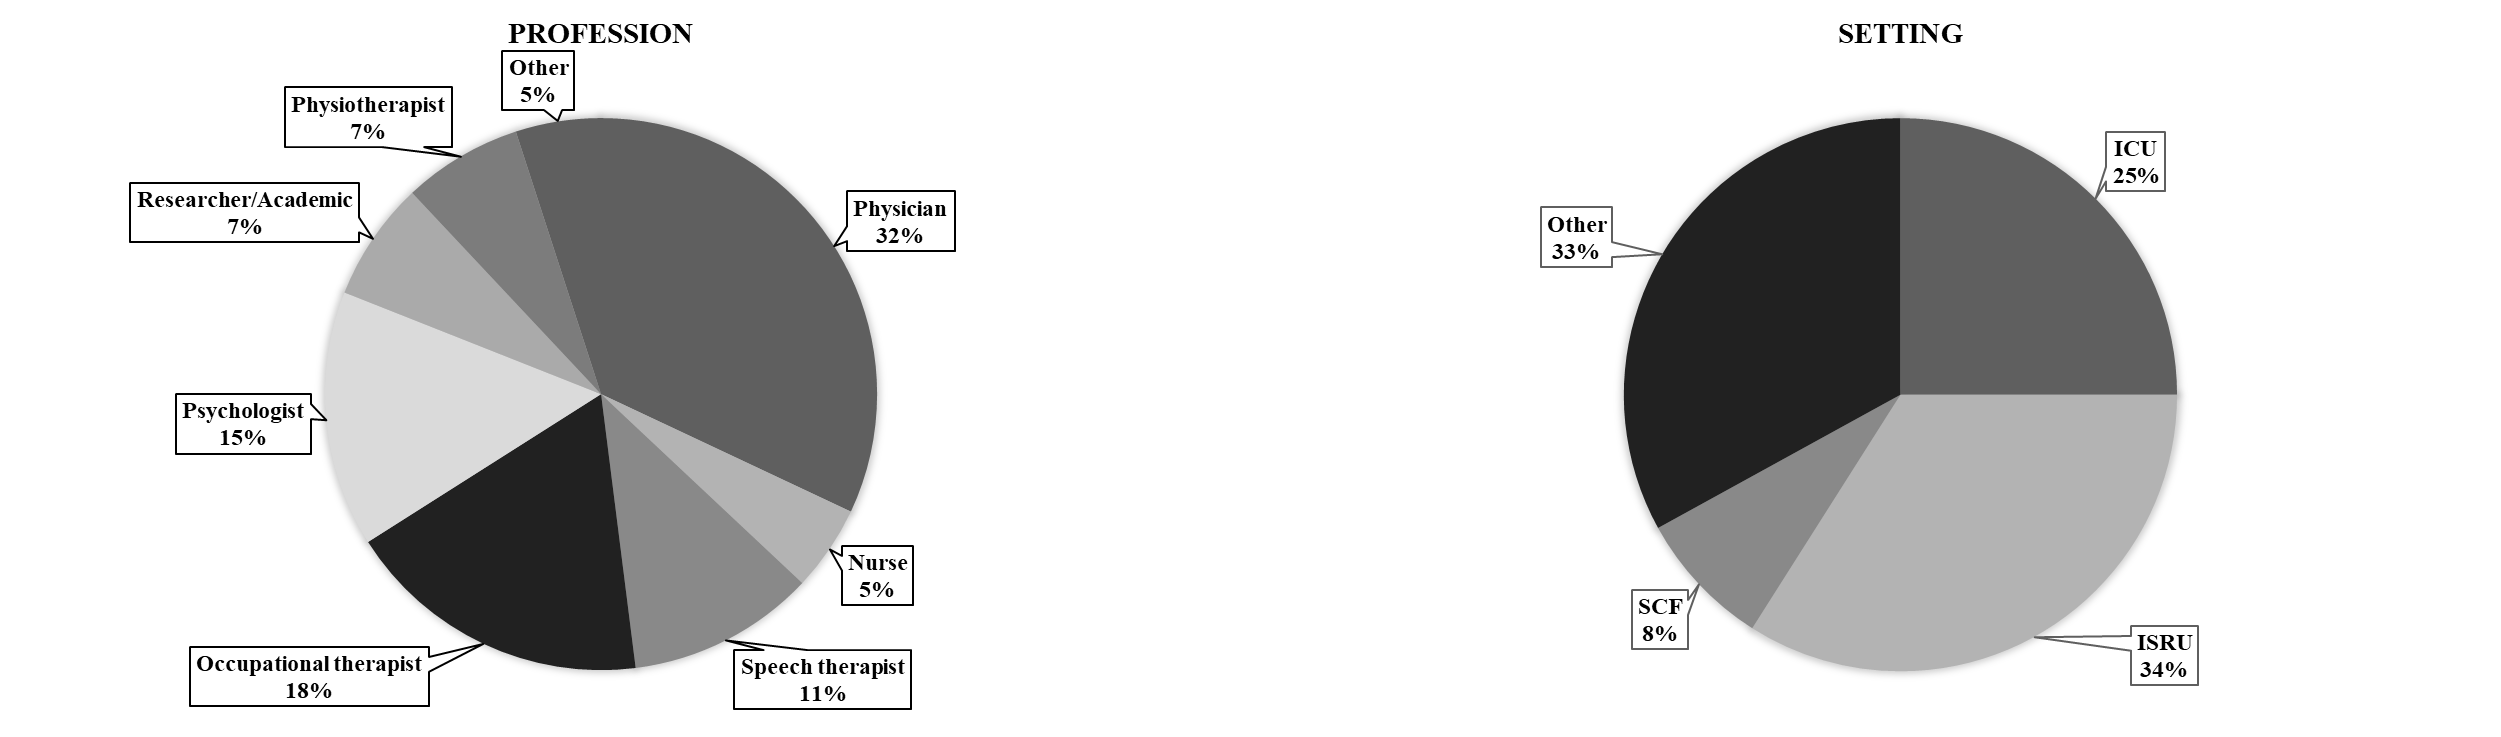 PROFESSION
Other
5%
Physiotherapist
7%
Researcher/Academic
7%
Physician
32%
Psychologist
15%
Nurse
5%
Occupational therapist
18%
Speech therapist
11%
SETTING
ICU
25%
Other
33%
SCF
8%
ISRU
34%